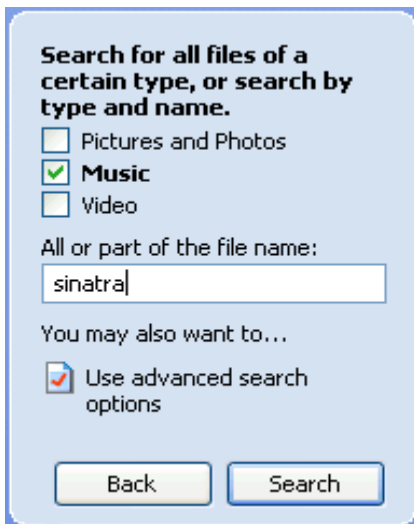 Search for all files of a
certain type, or search by
type and name.
Pictures and Photos
Music
Video
All or part of the file name:
sinatra
You may also want to...
Use advanced search
options
Back
Search